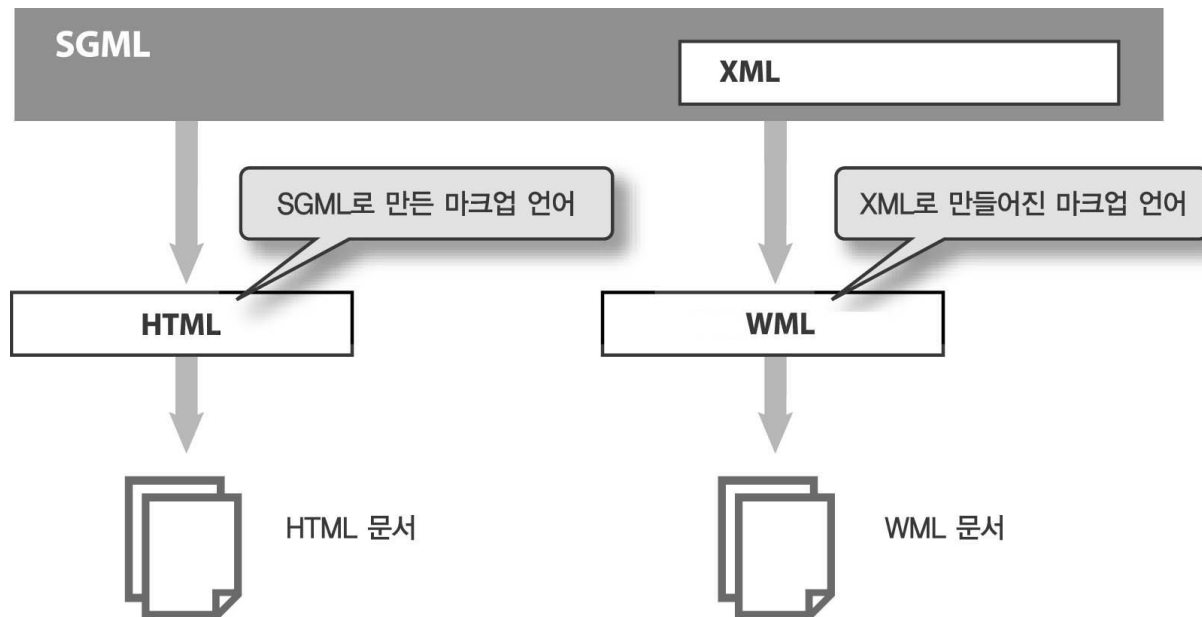 SGML
XML
SGML로 만든 마크업 언어
XML로 만들어진 마크업 언어
HTML
WML
HTML 문서
WML 문서